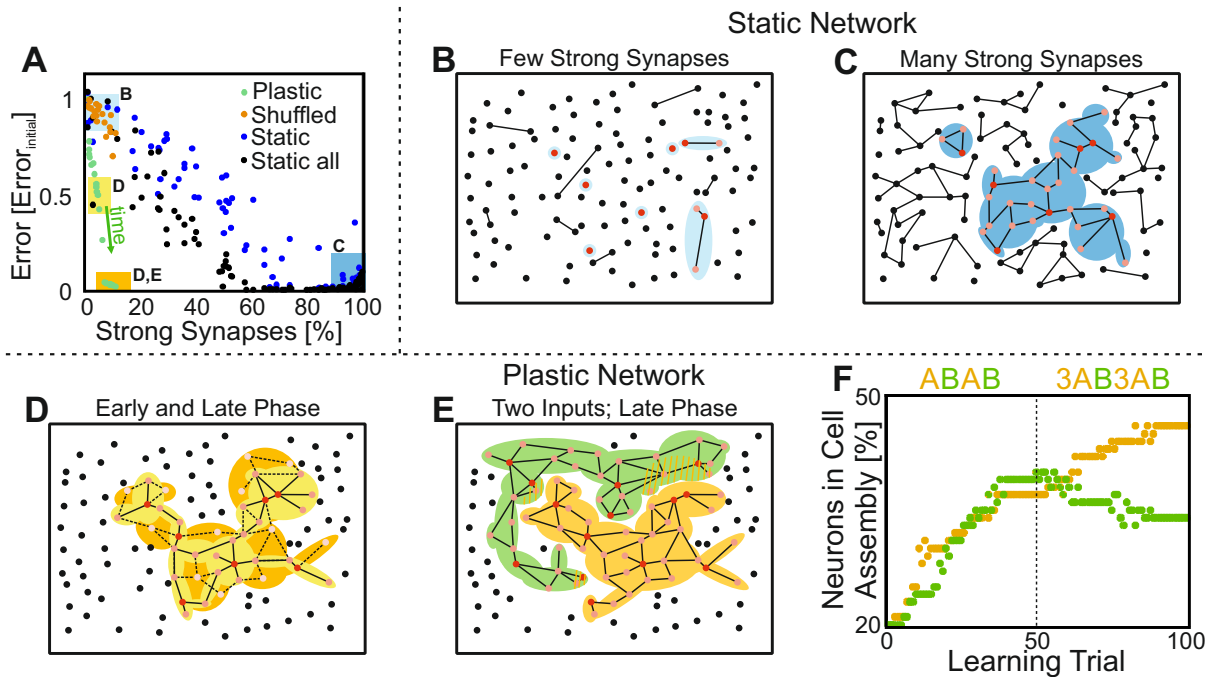 Static Network
A
Error [Error initial]
1
0.5
0
B
D
time
C
D,E
Plastic
Shuffled
Static
Static all
0 20 40 60 80 100
Strong Synapses [%]
B
Few Strong Synapses
C
Many Strong Synapses
Plastic Network
D
Early and Late Phase
E
Two Inputs; Late Phase
F
ABAB
3AB3AB
Neurons in Cell
Assembly [%]
50
20
0 50 100
Learning Trial